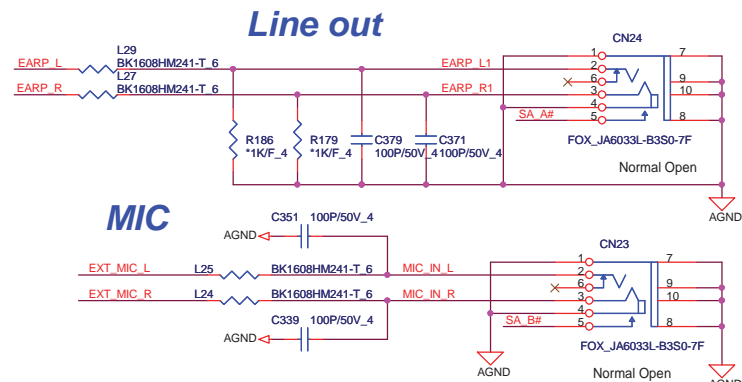 Line out
L29
BK1608HM241-T_6
EARP_L
L27
BK1608HM241-T_6
EARP_R
EARP_L1
EARP_R1
CN24
1
2
6
3
4
5
7
9
10
8
SA_A#
FOX_JA6033L-B3S0-7F
Normal Open
R186
*1K/F_4
R179
*1K/F_4
C379
100P/50V_4
C371
100P/50V_4
AGND
MIC
C351 100P/50V_4
AGND
EXT_MIC_L
L25
BK1608HM241-T_6
MIC_IN_L
EXT_MIC_R
L24
BK1608HM241-T_6
MIC_IN_R
C339 100P/50V_4
AGND
CN23
1
2
6
3
4
5
7
9
10
8
SA_B#
FOX_JA6033L-B3S0-7F
Normal Open
AGND
AGND